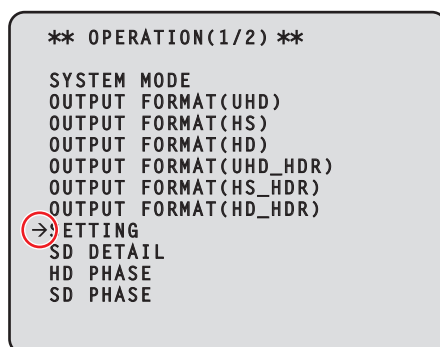 ** OPERATION(1/2) **
SYSTEM MODE
OUTPUT FORMAT(UHD)
OUTPUT FORMAT(HS)
OUTPUT FORMAT(HD)
OUTPUT FORMAT(UHD_HDR)
OUTPUT FORMAT(HS_HDR)
OUTPUT FORMAT(HD_HDR)
→SETTING
SD DETAIL
HD PHASE
SD PHASE